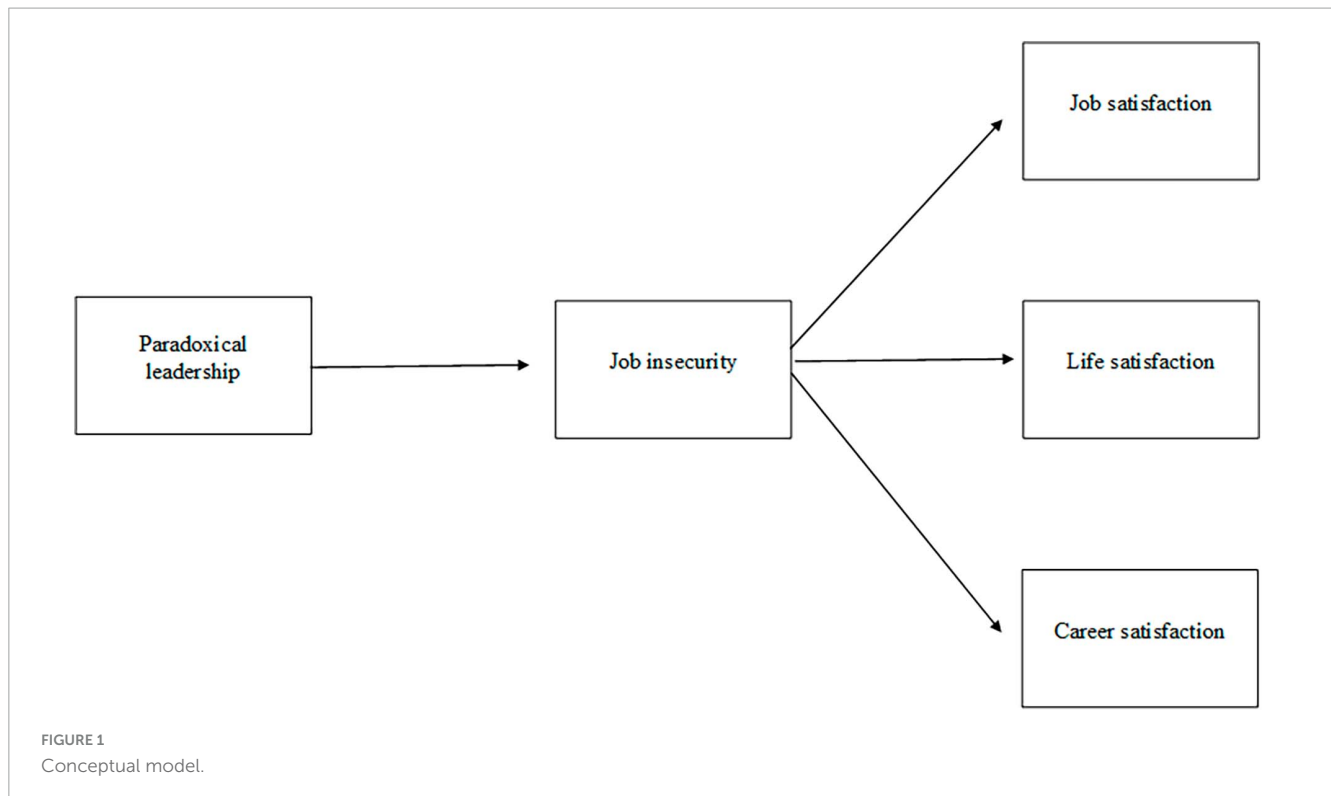 Job satisfaction
Paradoxical
leadership
Job insecurity
Life satisfaction
Career satisfaction
FIGURE 1
Conceptual model.